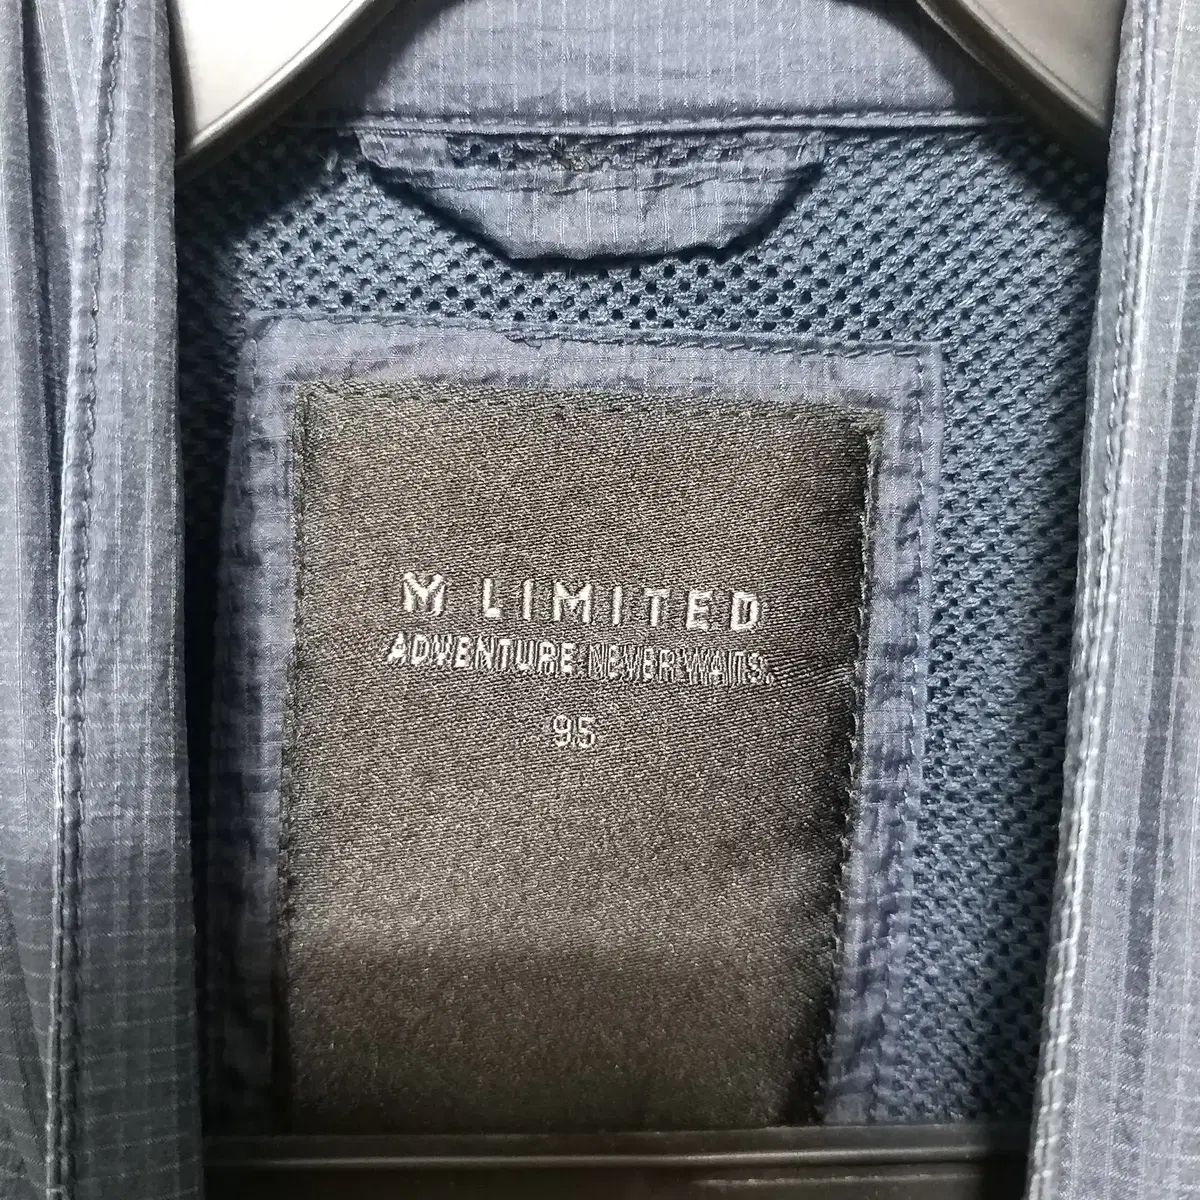 M LIMITED
ADVENTURE NEVER WAITS.
95